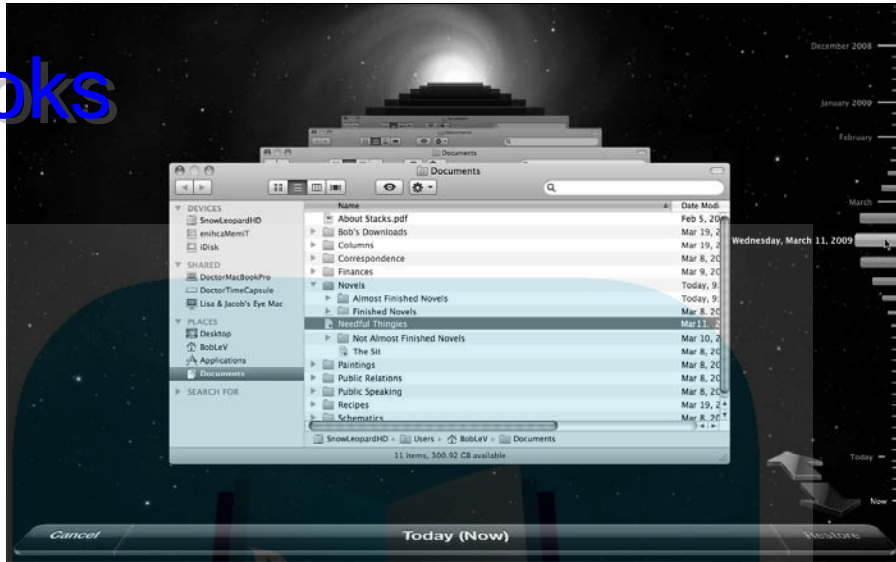 oks
December 2008
January 2009
February
March
Wednesday, March 11, 2009
Today
Now
Documents
Documents
Documents
DEVICES
SnowLeopardHD
enihcaMemiT
iDisk
SHARED
DoctorMacBookPro
DoctorTimeCapsule
Lisa & Jacob's Eye Mac
PLACES
Desktop
BobLeV
Applications
Documents
SEARCH FOR
Name Date Modi
About Stacks.pdf Feb 5, 20
Bob's Downloads Mar 19, 2
Columns Mar 19, 2
Correspondence Mar 8, 20
Finances Mar 9, 20
Novels Today, 9:
Almost Finished Novels Today, 9:
Finished Novels Mar 8, 20
Needful Thingies Mar 11, 2
Not Almost Finished Novels Mar 10, 2
The Sit Mar 8, 20
Paintings Mar 8, 20
Public Relations Mar 8, 20
Public Speaking Mar 8, 20
Recipes Mar 19, 2
Schematics Mar 8, 20
SnowLeopardHD Users BobLeV Documents
11 items, 300.92 GB available
Cancel Today (Now) Restore